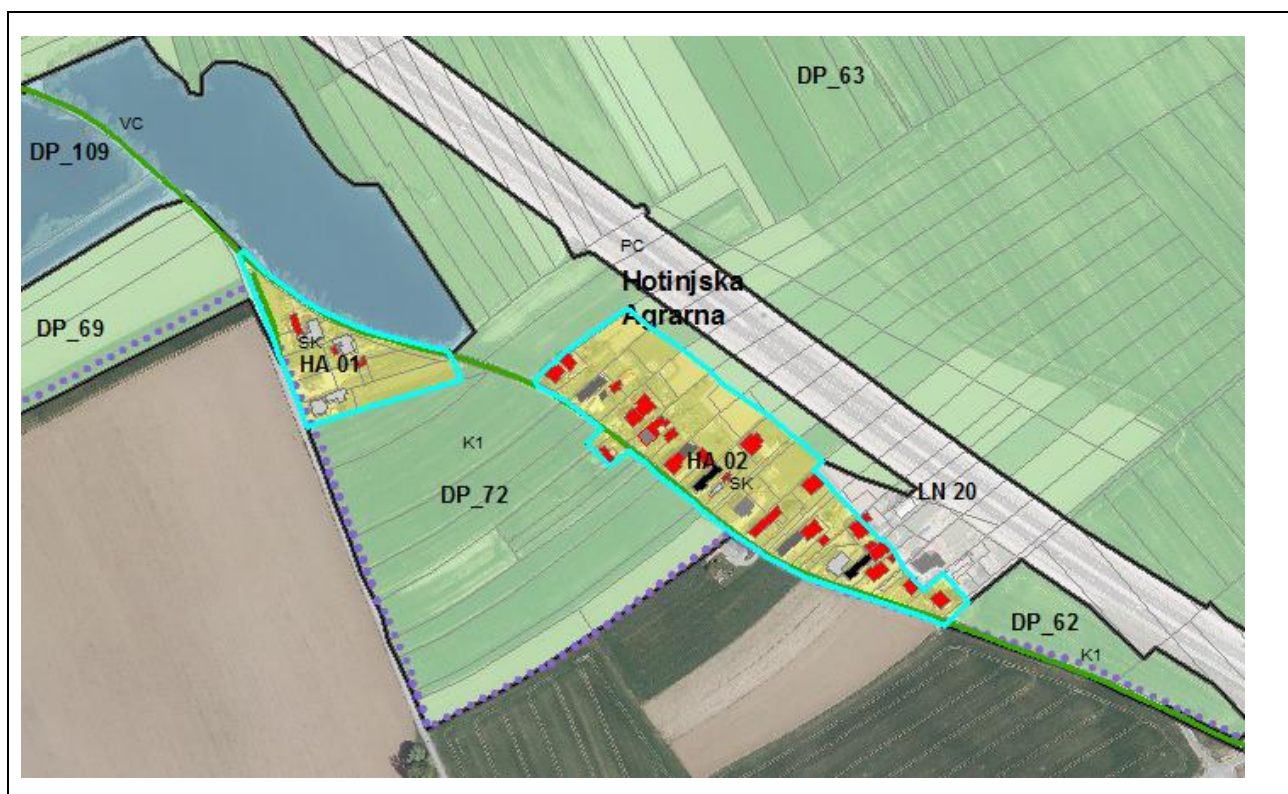 DP_63
VC
DP_109
PC
Hotinjska
Agrarna
DP_69
SK
HA 01
K1
HA 02
SK
DP_72
LN 20
DP_62
K1